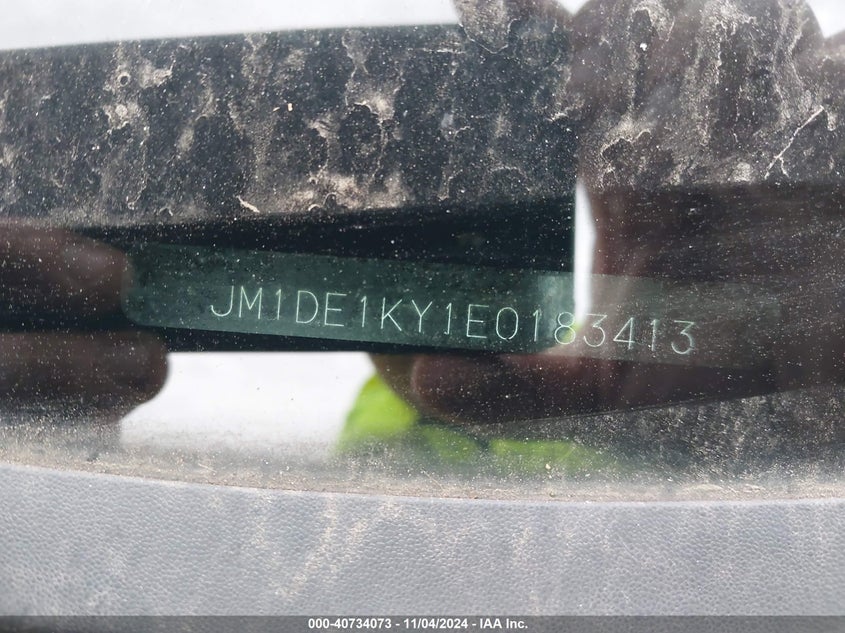 JM1DE1KY1E0183413
000-40734073 - 11/04/2024 - IAA Inc.